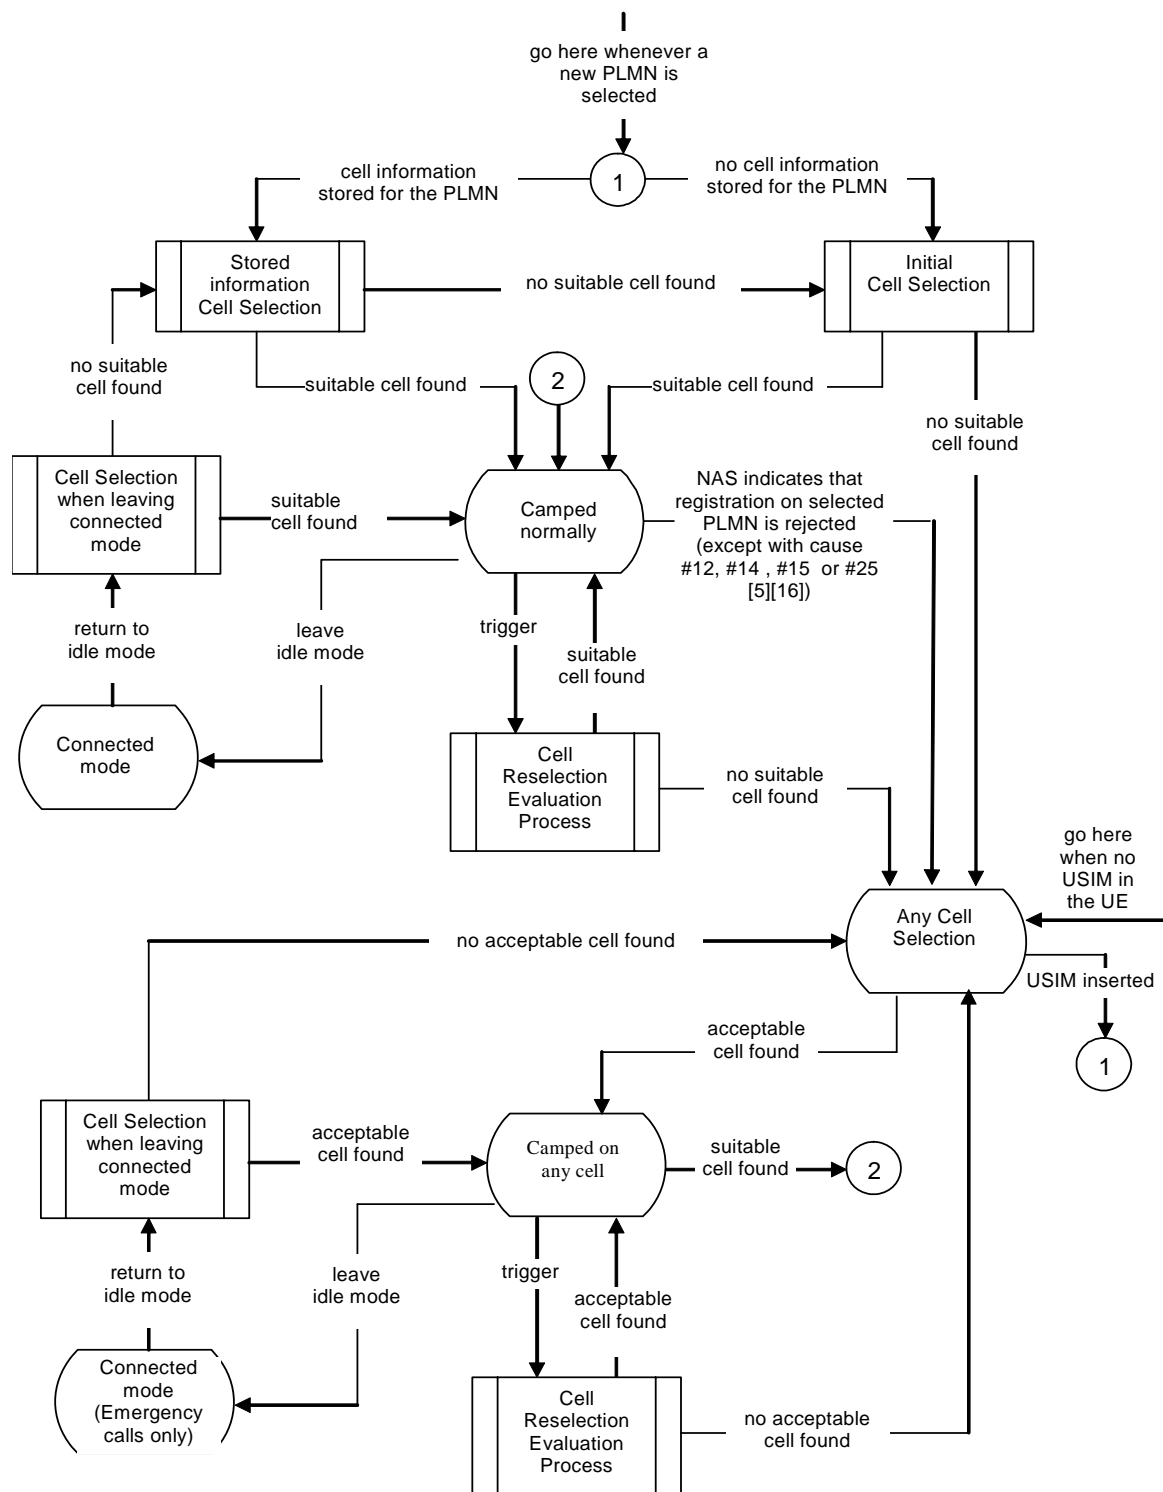 go here whenever a
new PLMN is
selected
cell information
stored for the PLMN
1
no cell information
stored for the PLMN
Stored
information
Cell Selection
no suitable cell found
Initial
Cell Selection
no suitable
cell found
suitable cell found
2
suitable cell found
no suitable
cell found
Cell Selection
when leaving
connected
mode
suitable
cell found
Camped
normally
NAS indicates that
registration on selected
PLMN is rejected
(except with cause
#12, #14 , #15 or #25
[5][16])
return to
idle mode
leave
idle mode
trigger
suitable
cell found
Connected
mode
Cell
Reselection
Evaluation
Process
no suitable
cell found
go here
when no
USIM in
the UE
Any Cell
Selection
no acceptable cell found
USIM inserted
1
acceptable
cell found
Cell Selection
when leaving
connected
mode
acceptable
cell found
Camped on
any cell
suitable
cell found
2
return to
idle mode
leave
idle mode
trigger
acceptable
cell found
Connected
mode
(Emergency
calls only)
Cell
Reselection
Evaluation
Process
no acceptable
cell found